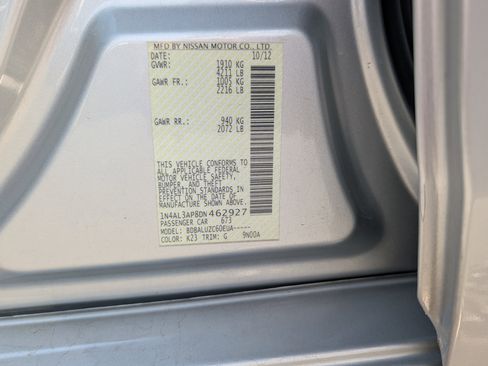 MFD BY NISSAN MOTOR CO., LTD.
DATE: 10/12
GVWR: 1910 KG
4211 LB
GAWR FR.: 1005 KG
2216 LB
GAWR RR.: 940 KG
2072 LB
THIS VEHICLE CONFORMS TO
ALL APPLICABLE FEDERAL
MOTOR VEHICLE SAFETY,
BUMPER, AND THEFT
PREVENTION STANDARDS IN
EFFECT ON THE DATE OF
MANUFACTURE SHOWN ABOVE.
1N4AL3AP8DN462927
PASSENGER CAR 673
MODEL: BDBALUZC60EUA-----
COLOR: K23 TRIM: G 9N00A